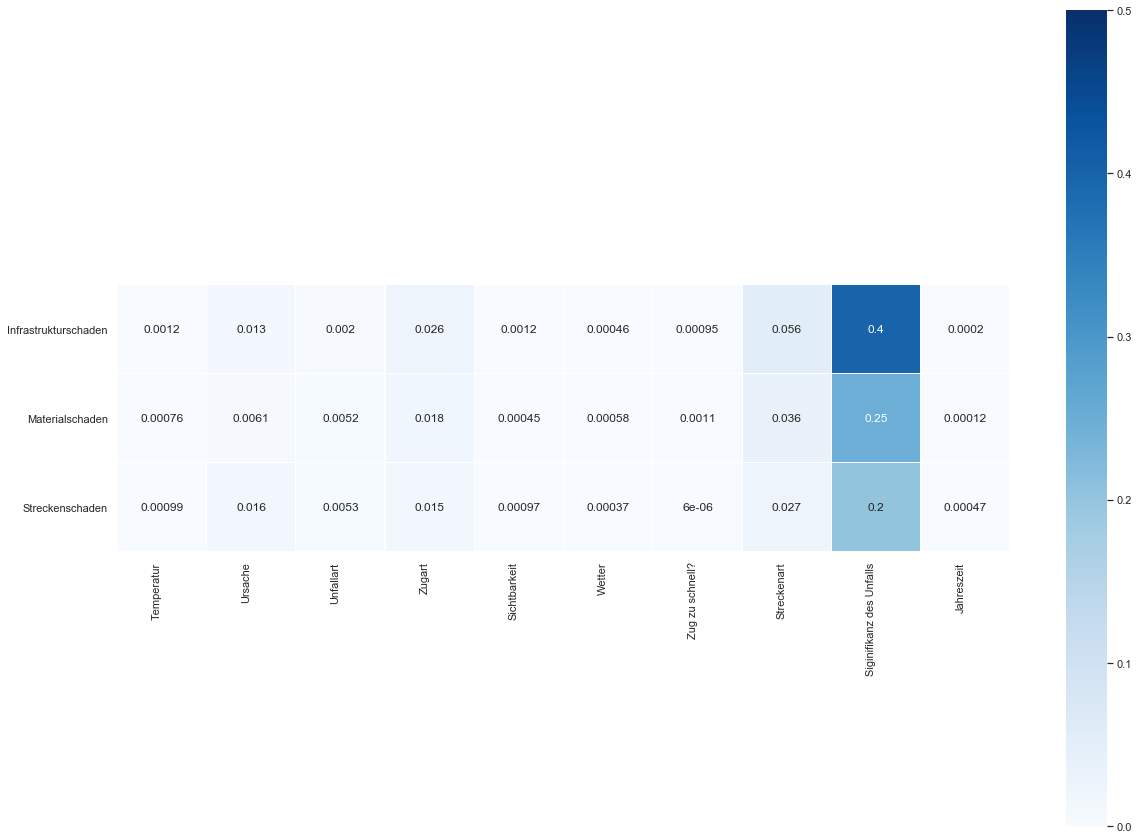 0.5
0.4
0.3
0.2
0.1
0.0
Infrastrukturschaden 0.0012 0.013 0.002 0.026 0.0012 0.00046 0.00095 0.056 0.4 0.0002
Materialschaden 0.00076 0.0061 0.0052 0.018 0.00045 0.00058 0.0011 0.036 0.25 0.00012
Streckenschaden 0.00099 0.016 0.0053 0.015 0.00097 0.00037 6e-06 0.027 0.2 0.00047
Temperatur
Ursache
Unfallart
Zugart
Sichtbarkeit
Wetter
Zug zu schnell?
Streckenart
Siginifikanz des Unfalls
Jahreszeit